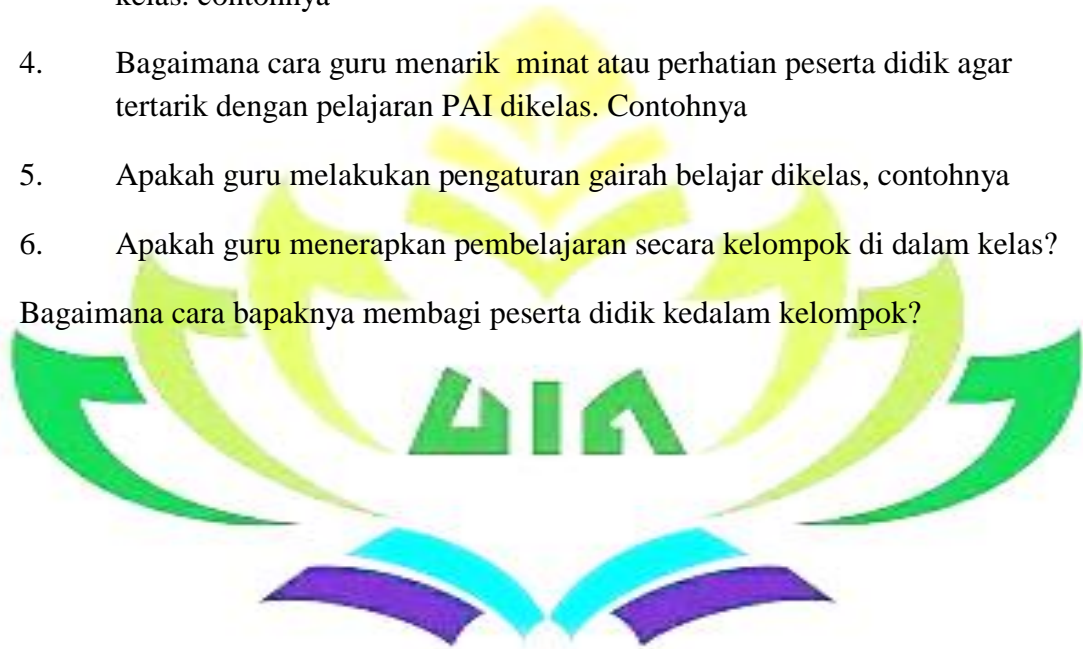 kelas. contohnya
4. Bagaimana cara guru menarik minat atau perhatian peserta didik agar
tertarik dengan pelajaran PAI dikelas. Contohnya
5. Apakah guru melakukan pengaturan gairah belajar dikelas, contohnya
6. Apakah guru menerapkan pembelajaran secara kelompok di dalam kelas?
Bagaimana cara bapaknya membagi peserta didik kedalam kelompok?